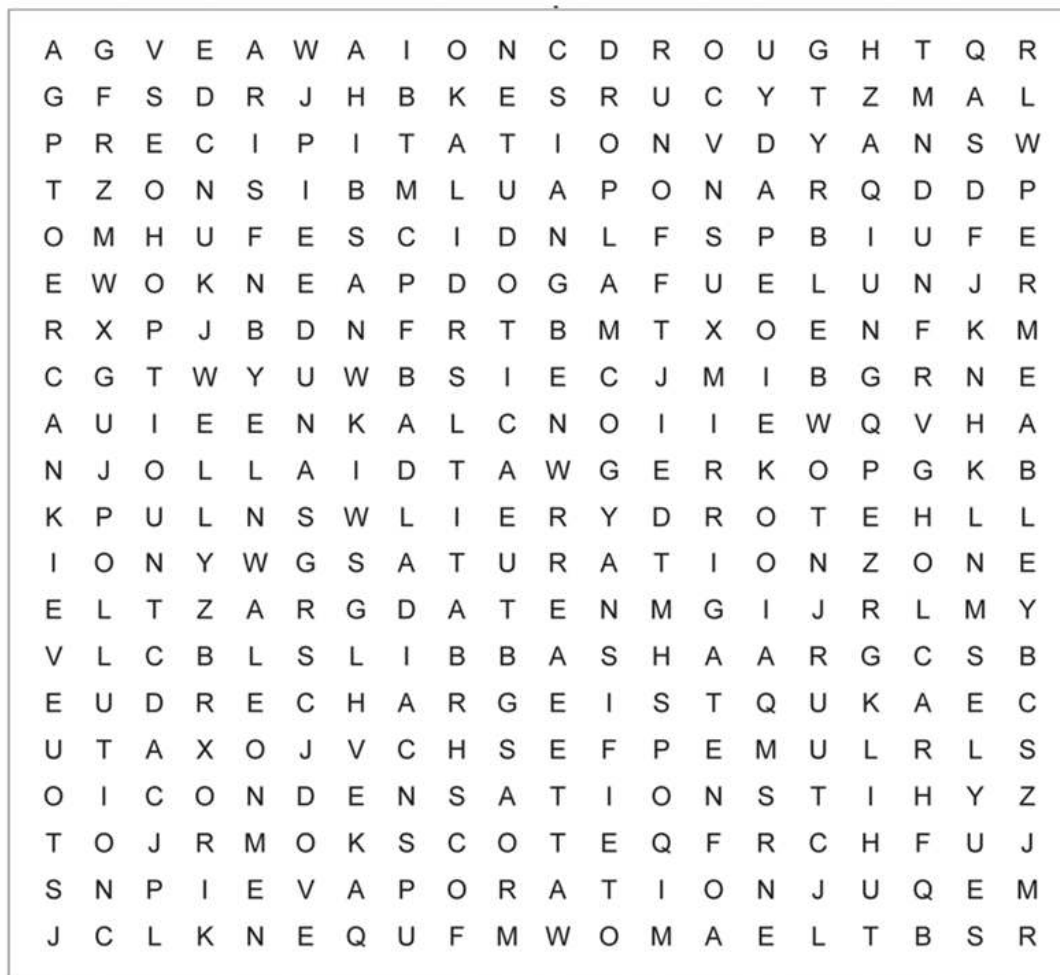 A G V E A W A I O N C D R O U G H T Q R
G F S D R J H B K E S R U C Y T Z M A L
P R E C I P I T A T I O N V D Y A N S W
T Z O N S I B M L U A P O N A R Q D D P
O M H U F E S C I D N L F S P B I U F E
E W O K N E A P D O G A F U E L U N J R
R X P J B D N F R T B M T X O E N F K M
C G T W Y U W B S I E C J M I B G R N E
A U I E E N K A L C N O I I E W Q V H A
N J O L L A I D T A W G E R K O P G K B
K P U L N S W L I E R Y D R O T E H L L
I O N Y W G S A T U R A T I O N Z O N E
E L T Z A R G D A T E N M G I J R L M Y
V L C B L S L I B B A S H A A R G C S B
E U D R E C H A R G E I S T Q U K A E C
U T A X O J V C H S E F P E M U L R L S
O I C O N D E N S A T I O N S T I H Y Z
T O J R M O K S C O T E Q F R C H F U J
S N P I E V A P O R A T I O N J U Q E M
J C L K N E Q U F M W O M A E L T B S R